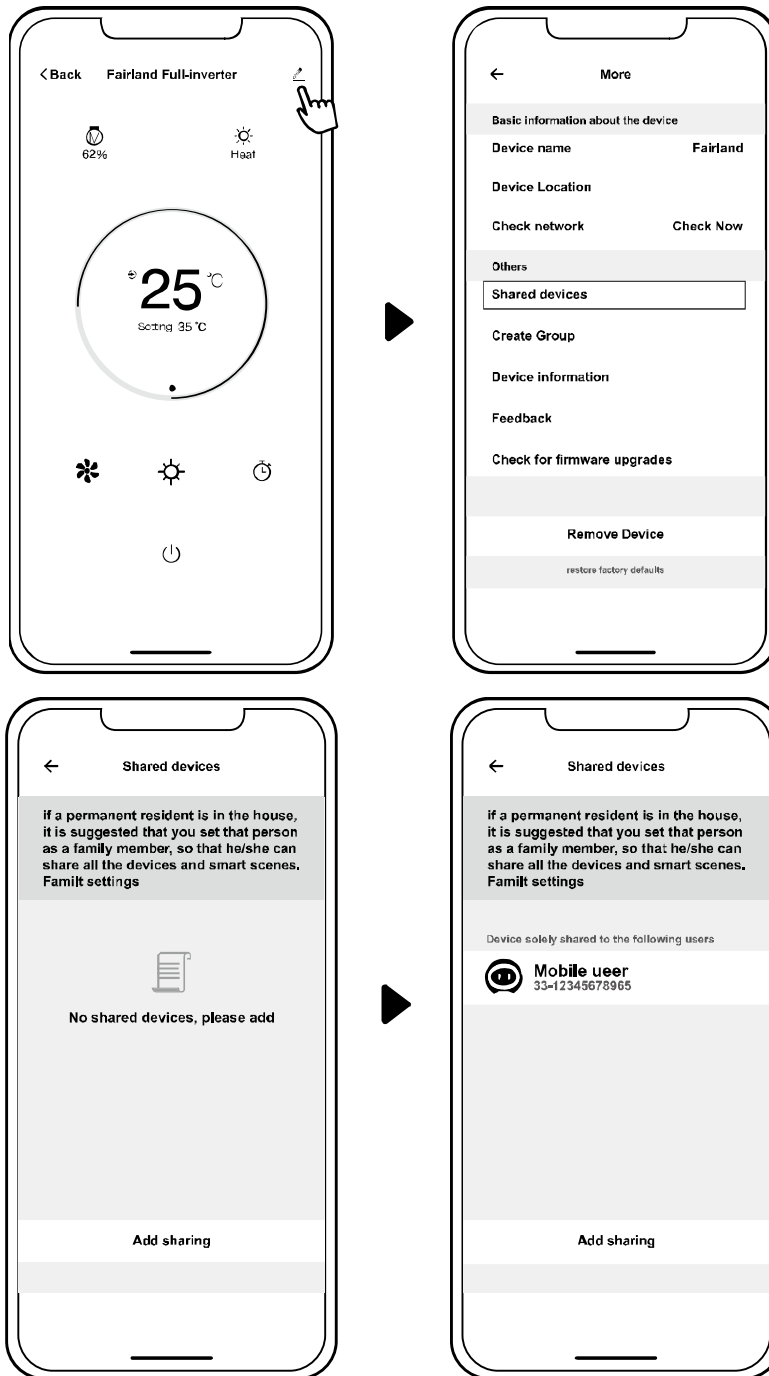 <Back Fairland Full-inverter
62%
Heat
25 °C
Setting 35 °C
← More
Basic information about the device
Device name Fairland
Device Location
Check network Check Now
Others
Shared devices
Create Group
Device information
Feedback
Check for firmware upgrades
Remove Device
restore factory defaults
← Shared devices
if a permanent resident is in the house,
it is suggested that you set that person
as a family member, so that he/she can
share all the devices and smart scenes.
Familt settings
No shared devices, please add
Add sharing
← Shared devices
if a permanent resident is in the house,
it is suggested that you set that person
as a family member, so that he/she can
share all the devices and smart scenes.
Familt settings
Device solely shared to the following users
Mobile ueer
33-12345678965
Add sharing